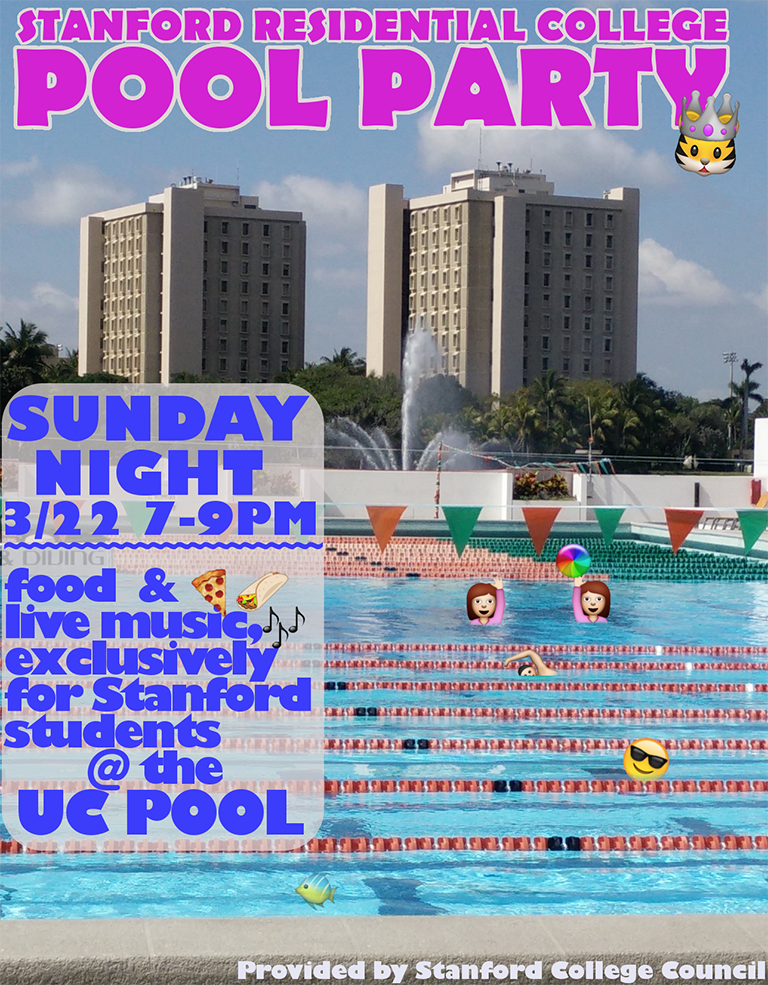 STANFORD RESIDENTIAL COLLEGE
POOL PARTY
SUNDAY
NIGHT
3/22 7-9PM
& DIVING
food &
live music,
exclusively
for Stanford
students
@ the
UC POOL
Provided by Stanford College Council